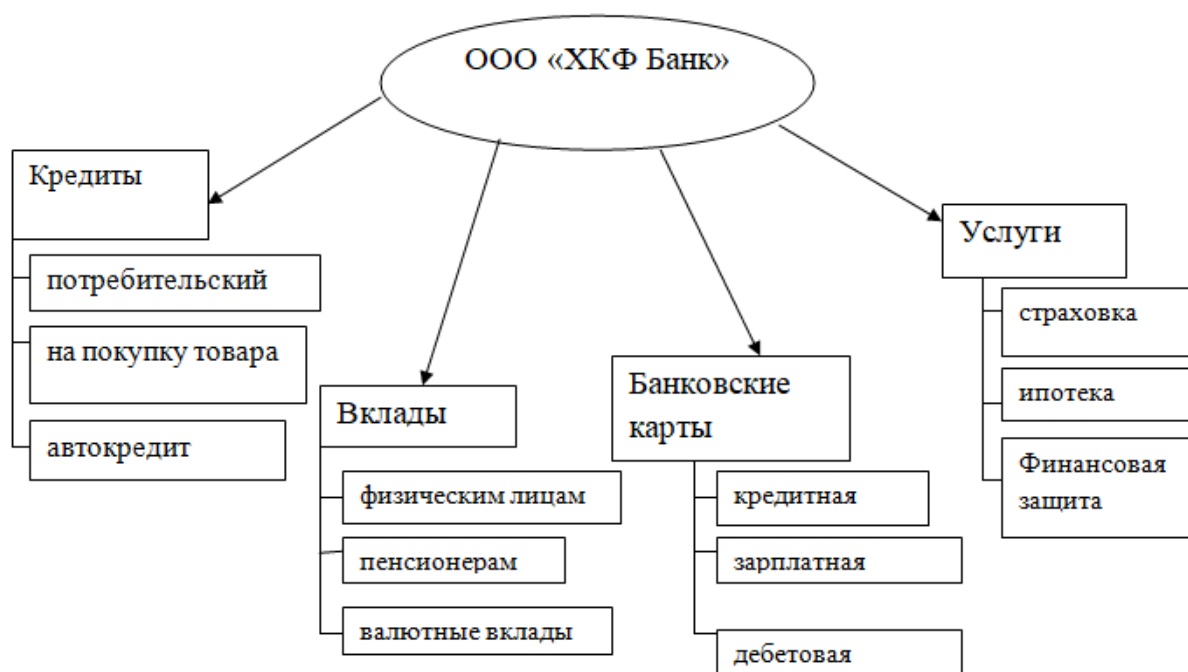 ООО «ХКФ Банк»
Кредиты
потребительский
на покупку товара
автокредит
Вклады
физическим лицам
пенсионерам
валютные вклады
Банковские
карты
кредитная
зарплатная
дебетовая
Услуги
страховка
ипотека
Финансовая
защита